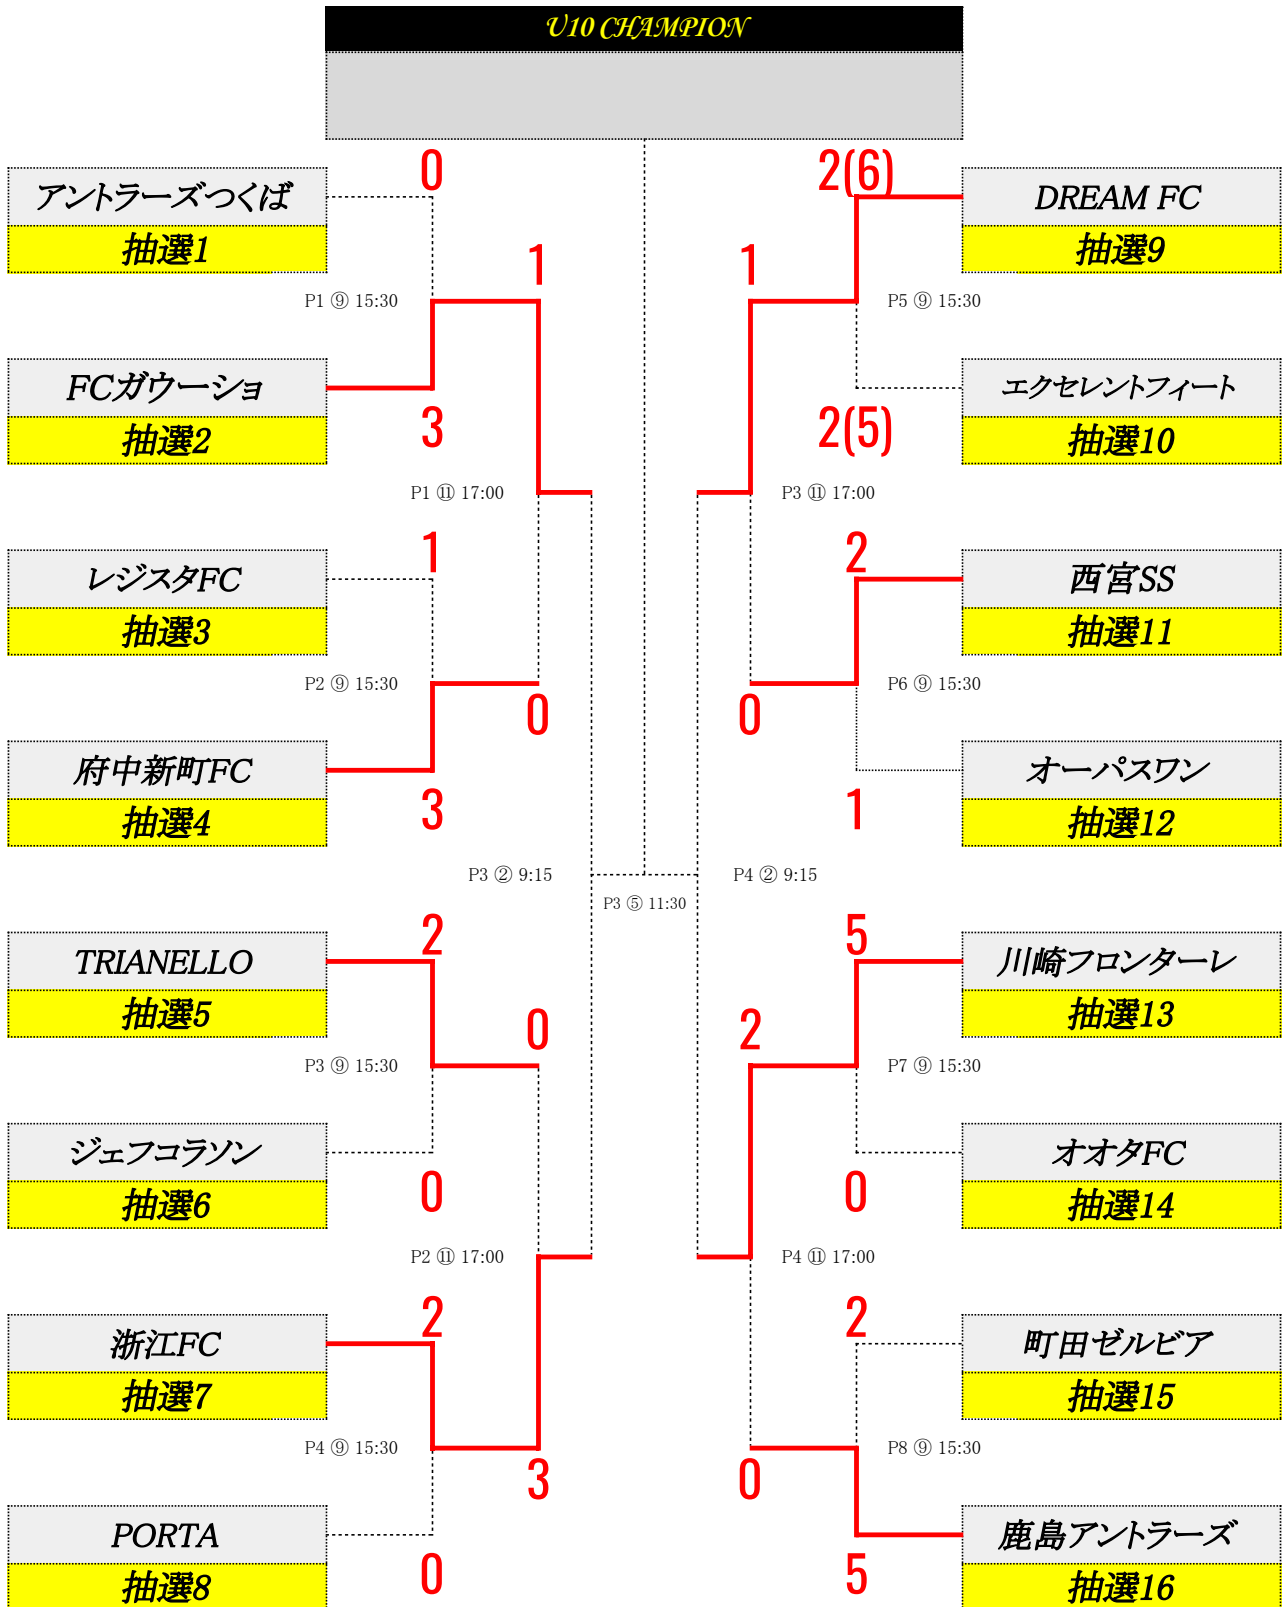 U10 CHAMPION
0
2(6)
アントラーズつくば
DREAM FC
抽選1
抽選9
1
1
P1 ⑨ 15:30
P5 ⑨ 15:30
FCガウーショ
エクセレントフィート
抽選2
抽選10
3
2(5)
P1 ⑪ 17:00
P3 ⑪ 17:00
1
2
レジスタFC
西宮SS
抽選3
抽選11
P2 ⑨ 15:30
P6 ⑨ 15:30
0
0
府中新町FC
オーパスワン
抽選4
抽選12
3
1
P3 ② 9:15
P4 ② 9:15
P3 ⑤ 11:30
2
5
TRIANELLO
川崎フロンターレ
抽選5
抽選13
0
2
P3 ⑨ 15:30
P7 ⑨ 15:30
ジェフコラソン
オオタFC
抽選6
抽選14
0
0
P2 ⑪ 17:00
P4 ⑪ 17:00
2
2
浙江FC
町田ゼルビア
抽選7
抽選15
P4 ⑨ 15:30
P8 ⑨ 15:30
3
0
PORTA
鹿島アントラーズ
抽選8
抽選16
0
5